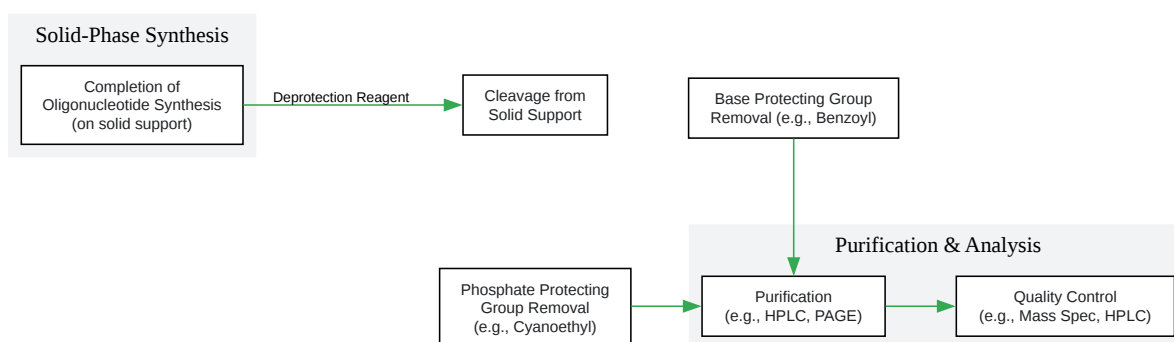 Solid-Phase Synthesis
Completion of
Oligonucleotide Synthesis
(on solid support)
Deprotection Reagent
Cleavage from
Solid Support
Base Protecting Group
Removal (e.g., Benzoyl)
Purification & Analysis
Phosphate Protecting
Group Removal
(e.g., Cyanoethyl)
Purification
(e.g., HPLC, PAGE)
Quality Control
(e.g., Mass Spec, HPLC)